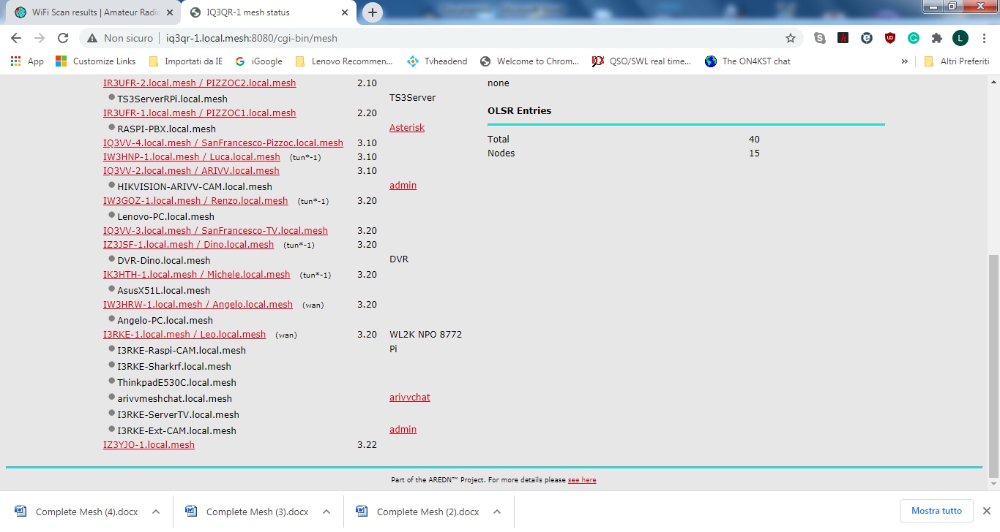 WiFi Scan results | Amateur Radio
IQ3QR-1 mesh status
Non sicuro
iq3qr-1.local.mesh:8080/cgi-bin/mesh
App
Customize Links
Importati da IE
iGoogle
Lenovo Recommen...
Tvheadend
Welcome to Chrom...
QSO/SWL real time...
The ON4KST chat
»
Altri Preferiti
IR3UFR-2.local.mesh / PIZZOC2.local.mesh 2.10 none
TS3ServerRPi.local.mesh TS3Server
IR3UFR-1.local.mesh / PIZZOC1.local.mesh 2.20 OLSR Entries
RASPI-PBX.local.mesh Asterisk
IQ3VV-4.local.mesh / SanFrancesco-Pizzoc.local.mesh 3.10 Total 40
IW3HNP-1.local.mesh / Luca.local.mesh (tun*-1) 3.10 Nodes 15
IQ3VV-2.local.mesh / ARIVV.local.mesh 3.10
HIKVISION-ARIVV-CAM.local.mesh admin
IW3GOZ-1.local.mesh / Renzo.local.mesh (tun*-1) 3.20
Lenovo-PC.local.mesh
IQ3VV-3.local.mesh / SanFrancesco-TV.local.mesh 3.20
IZ3JSF-1.local.mesh / Dino.local.mesh (tun*-1) 3.20
DVR-Dino.local.mesh DVR
IK3HTH-1.local.mesh / Michele.local.mesh (tun*-1) 3.20
AsusX51L.local.mesh
IW3HRW-1.local.mesh / Angelo.local.mesh (wan) 3.20
Angelo-PC.local.mesh
I3RKE-1.local.mesh / Leo.local.mesh (wan) 3.20 WL2K NPO 8772
I3RKE-Raspi-CAM.local.mesh Pi
I3RKE-Sharkrf.local.mesh
ThinkpadE530C.local.mesh
arivvmeshchat.local.mesh arivvchat
I3RKE-ServerTV.local.mesh
I3RKE-Ext-CAM.local.mesh admin
IZ3YJO-1.local.mesh 3.22
Part of the AREDN™ Project. For more details please see here
Complete Mesh (4).docx
Complete Mesh (3).docx
Complete Mesh (2).docx
Mostra tutto